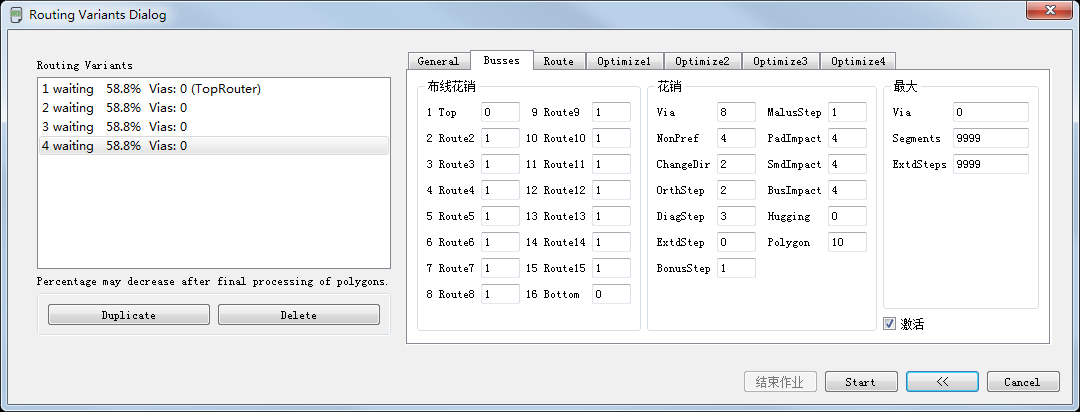 Routing Variants Dialog
Routing Variants
1 waiting 58.8% Vias: 0 (TopRouter)
2 waiting 58.8% Vias: 0
3 waiting 58.8% Vias: 0
4 waiting 58.8% Vias: 0
Percentage may decrease after final processing of polygons.
Duplicate Delete
General Busses Route Optimize1 Optimize2 Optimize3 Optimize4
布线花销
1 Top 0 9 Route9 1
2 Route2 1 10 Route10 1
3 Route3 1 11 Route11 1
4 Route4 1 12 Route12 1
5 Route5 1 13 Route13 1
6 Route6 1 14 Route14 1
7 Route7 1 15 Route15 1
8 Route8 1 16 Bottom 0
花销
Via 8 MalusStep 1
NonPref 4 PadImpact 4
ChangeDir 2 SmdImpact 4
OrthStep 2 BusImpact 4
DiagStep 3 Hugging 0
ExtdStep 0 Polygon 10
BonusStep 1
最大
Via 0
Segments 9999
ExtdSteps 9999
激活
结束作业 Start << Cancel